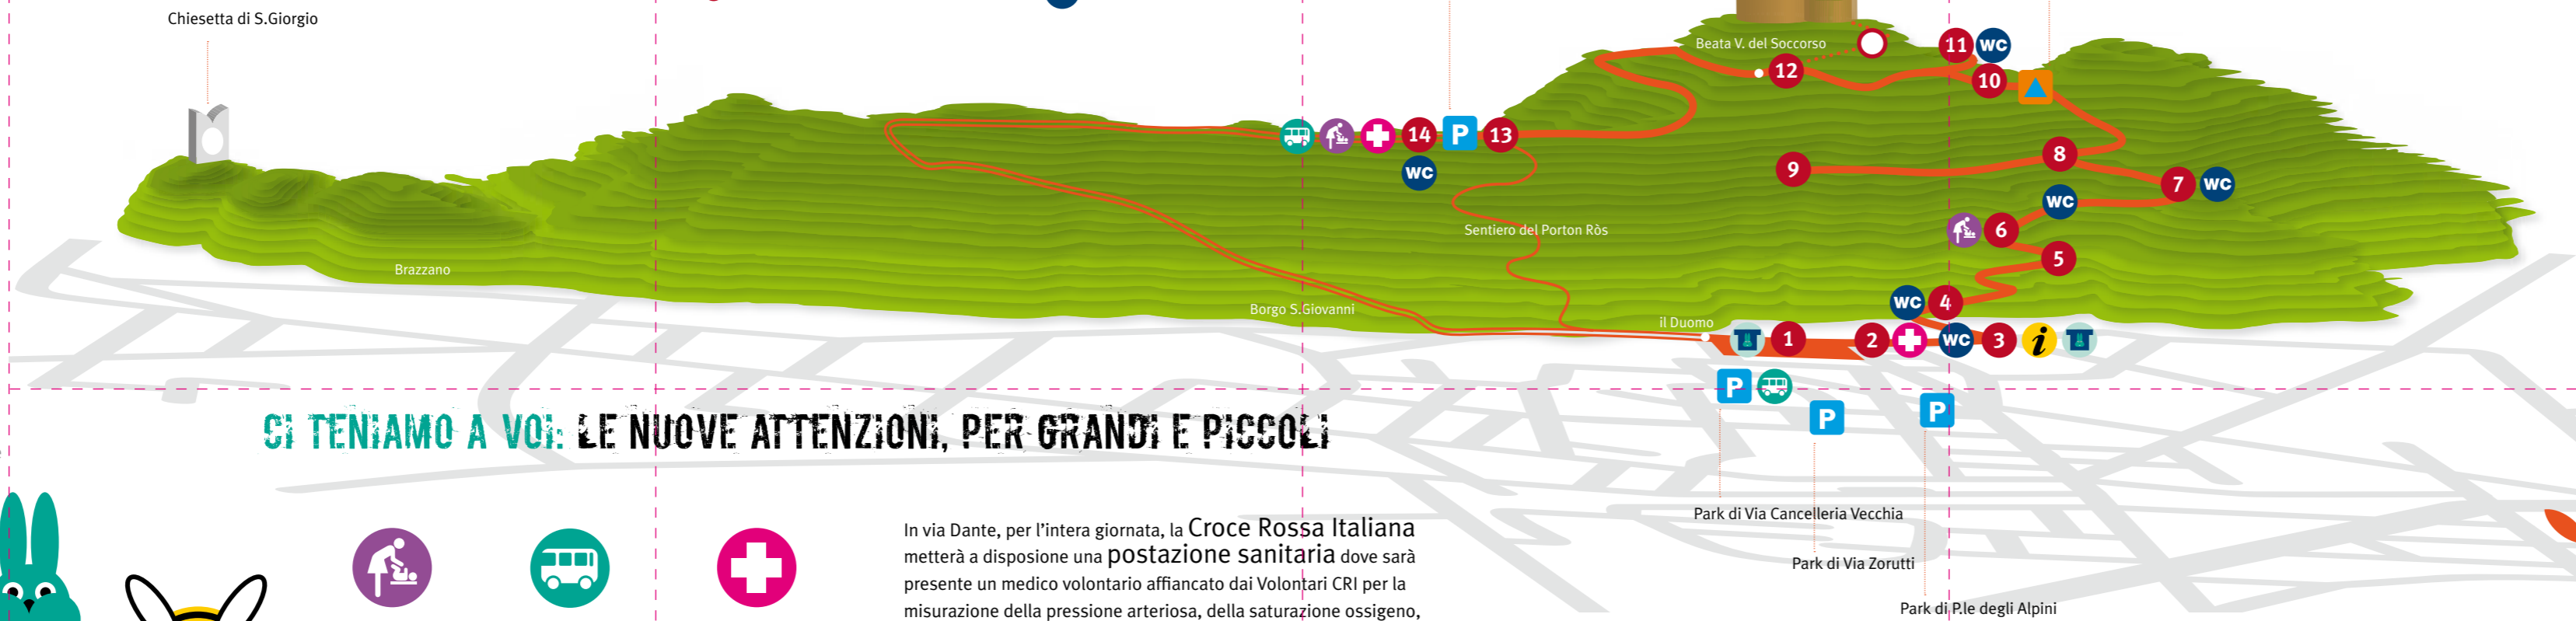 Chiesetta di S.Giorgio
Beata V. del Soccorso
11 WC
12
10
14 P 13
WC
8
9
7 WC
WC
6
Sentiero del Porton Ròs
5
Brazzano
WC 4
Borgo S.Giovanni
il Duomo
1 2 WC 3 i
P
P
P
CI TENIAMO A VOI: LE NUOVE ATTENZIONI, PER GRANDI E PICCOLI
Park di Via Cancelleria Vecchia
Park di Via Zorutti
Park di P.le degli Alpini
In via Dante, per l'intera giornata, la Croce Rossa Italiana
metterà a disposione una postazione sanitaria dove sarà
presente un medico volontario affiancato dai Volontari CRI per la
misurazione della pressione arteriosa, della saturazione ossigeno,